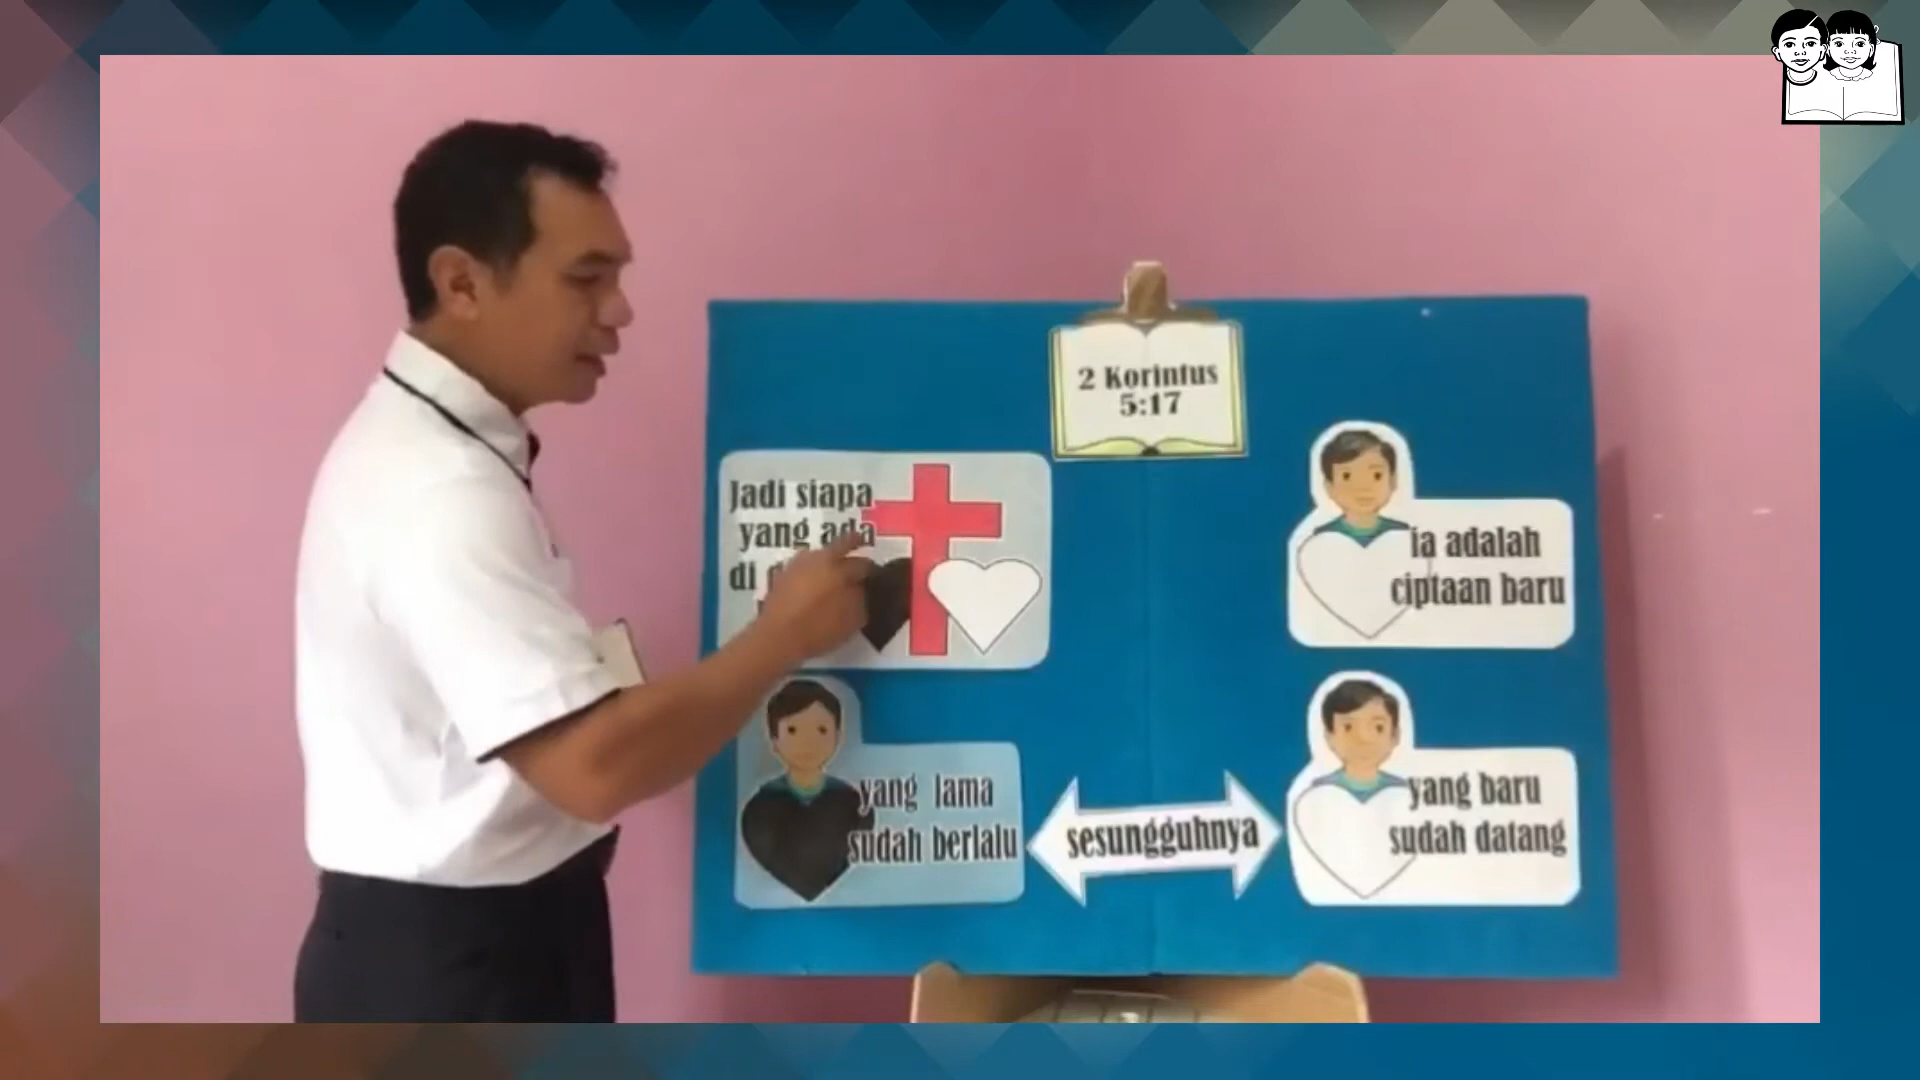 2 Korintus
5:17
Jadi siapa
yang ada
di
ia adalah
ciptaan baru
yang lama
sudah berlalu
sesungguhnya
yang baru
sudah datang